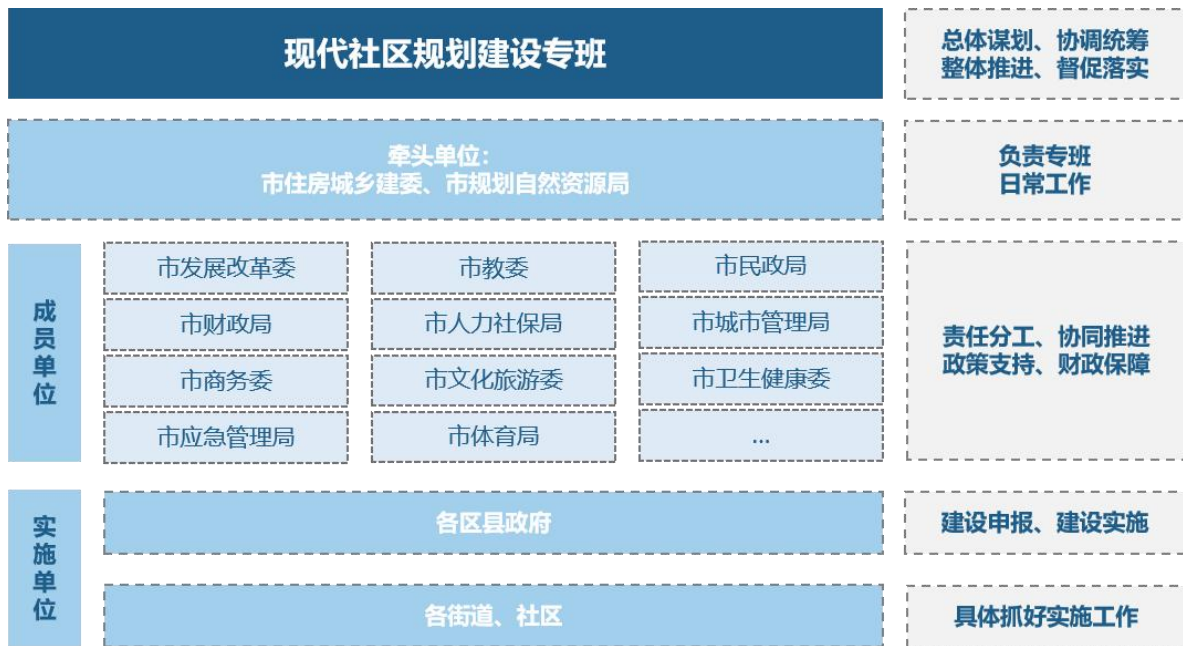 现代社区规划建设专班
总体谋划、协调统筹
整体推进、督促落实
牵头单位：
市住房城乡建委、市规划自然资源局
负责专班
日常工作
成员单位
市发展改革委
市教委
市民政局
市财政局
市人力社保局
市城市管理局
市商务委
市文化旅游委
市卫生健康委
市应急管理局
市体育局
...
责任分工、协同推进
政策支持、财政保障
实施单位
各区县政府
建设申报、建设实施
各街道、社区
具体抓好实施工作